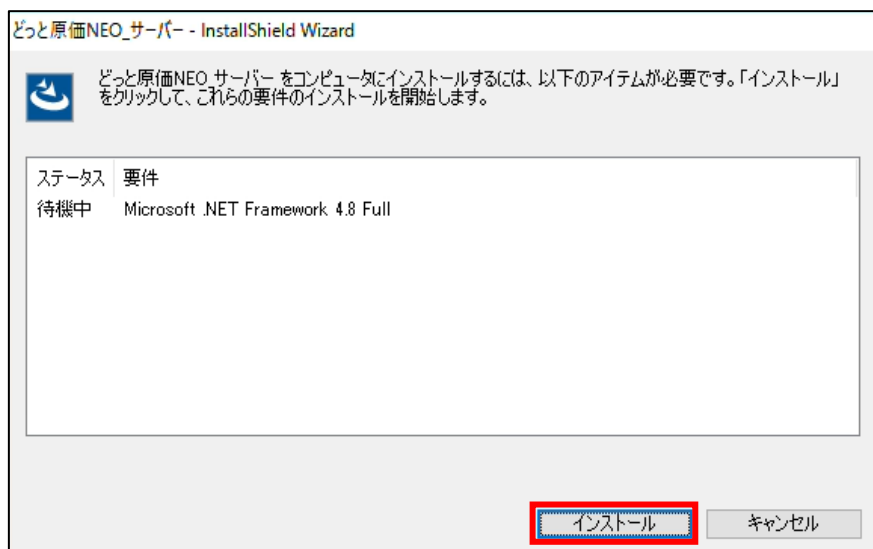 どっと原価NEO_サーバー - InstallShield Wizard
どっと原価NEO_サーバー をコンピュータにインストールするには、以下のアイテムが必要です。「インストール」
をクリックして、これらの要件のインストールを開始します。
ステータス 要件
待機中 Microsoft .NET Framework 4.8 Full
インストール キャンセル